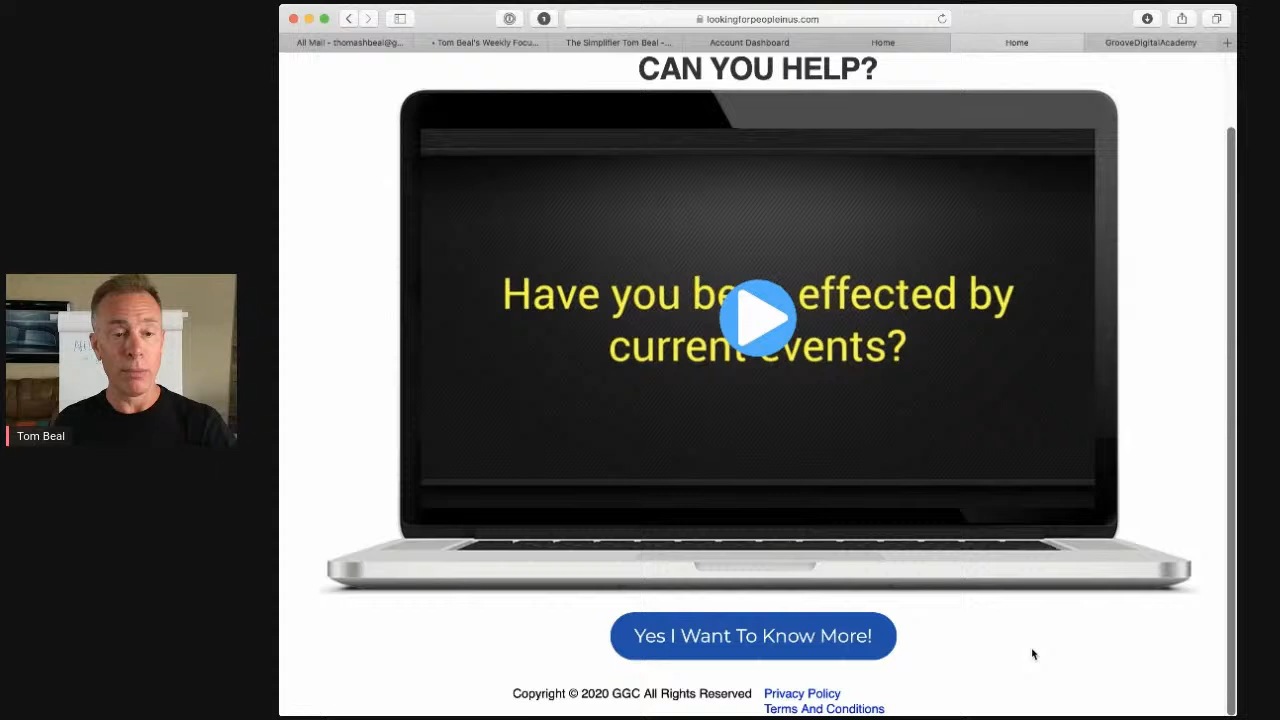 lookingforpeopleinus.com
All Mail - thomashbeal@g...
• Tom Beal's Weekly Focu...
The Simplifier Tom Beal -...
Account Dashboard
Home
Home
GrooveDigitalAcademy
CAN YOU HELP?
Have you be effected by
current events?
Tom Beal
Yes I Want To Know More!
Copyright © 2020 GGC All Rights Reserved
Privacy Policy
Terms And Conditions